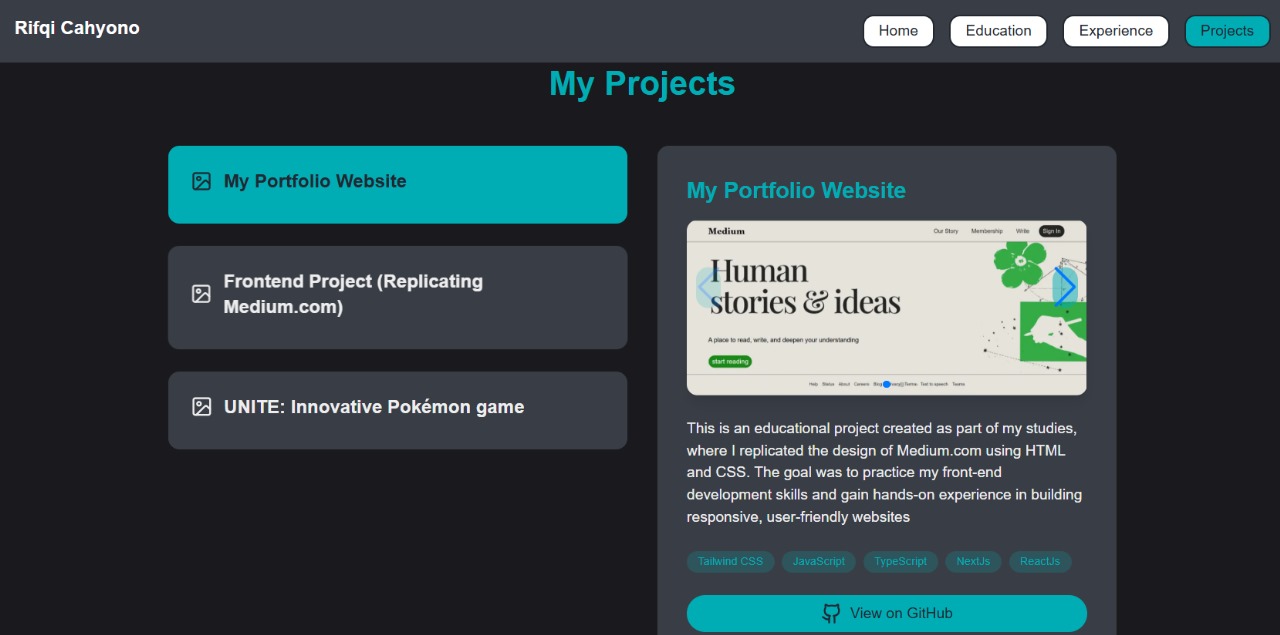 Rifqi Cahyono
Home
Education
Experience
Projects
My Projects
My Portfolio Website
Frontend Project (Replicating
Medium.com)
UNITE: Innovative Pokémon game
My Portfolio Website
Medium
Our Story
Membership
Write
Sign In
Human
stories & ideas
A place to read, write, and deepen your understanding
start reading
Help Status About Careers Blog Terms Text to speech Teams
This is an educational project created as part of my studies,
where I replicated the design of Medium.com using HTML
and CSS. The goal was to practice my front-end
development skills and gain hands-on experience in building
responsive, user-friendly websites
Tailwind CSS
JavaScript
TypeScript
NextJs
ReactJs
View on GitHub